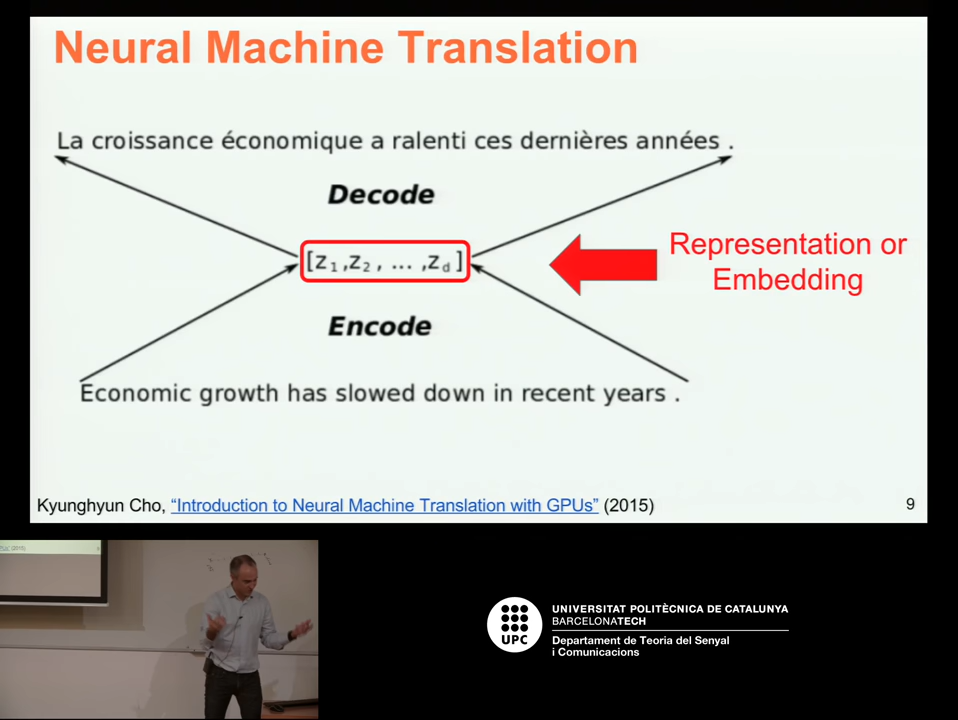 Neural Machine Translation
La croissance économique a ralenti ces dernières années .
Decode
[z1,z2, ... ,zd]
Representation or
Embedding
Encode
Economic growth has slowed down in recent years .
Kyunghyun Cho, “Introduction to Neural Machine Translation with GPUs” (2015)
9
UPC
UNIVERSITAT POLITÈCNICA DE CATALUNYA
BARCELONATECH
Departament de Teoria del Senyal
i Comunicacions